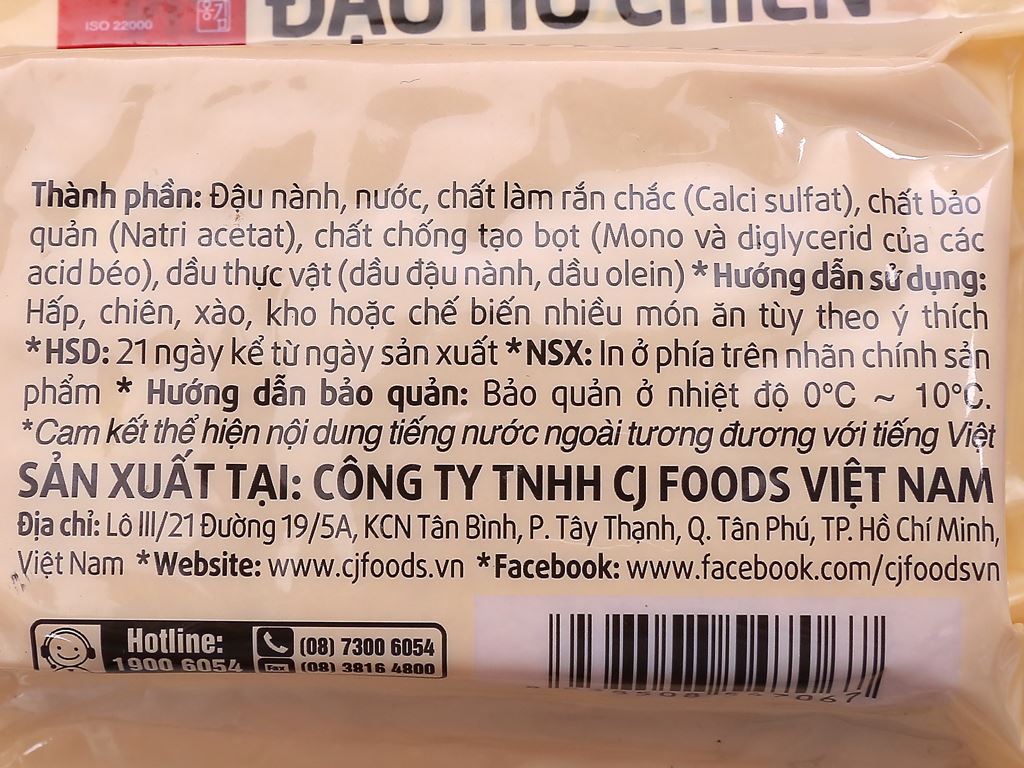 ISO 22000
ĐẬU HŨ CHIÊN
Thành phần: Đậu nành, nước, chất làm rắn chắc (Calci sulfat), chất bảo
quản (Natri acetat), chất chống tạo bọt (Mono và diglycerid của các
acid béo), dầu thực vật (dầu đậu nành, dầu olein) * Hướng dẫn sử dụng:
Hấp, chiên, xào, kho hoặc chế biến nhiều món ăn tùy theo ý thích
*HSD: 21 ngày kể từ ngày sản xuất *NSX: In ở phía trên nhãn chính sản
phẩm * Hướng dẫn bảo quản: Bảo quản ở nhiệt độ 0°C ~ 10°C.
*Cam kết thể hiện nội dung tiếng nước ngoài tương đương với tiếng Việt
SẢN XUẤT TẠI: CÔNG TY TNHH CJ FOODS VIỆT NAM
Địa chỉ: Lô III/21 Đường 19/5A, KCN Tân Bình, P. Tây Thạnh, Q. Tân Phú, TP. Hồ Chí Minh,
Việt Nam *Website: www.cjfoods.vn *Facebook: www.facebook.com/cjfoodsvn
Hotline: (08) 7300 6054
1900 6054 Fax (08) 3816 4800